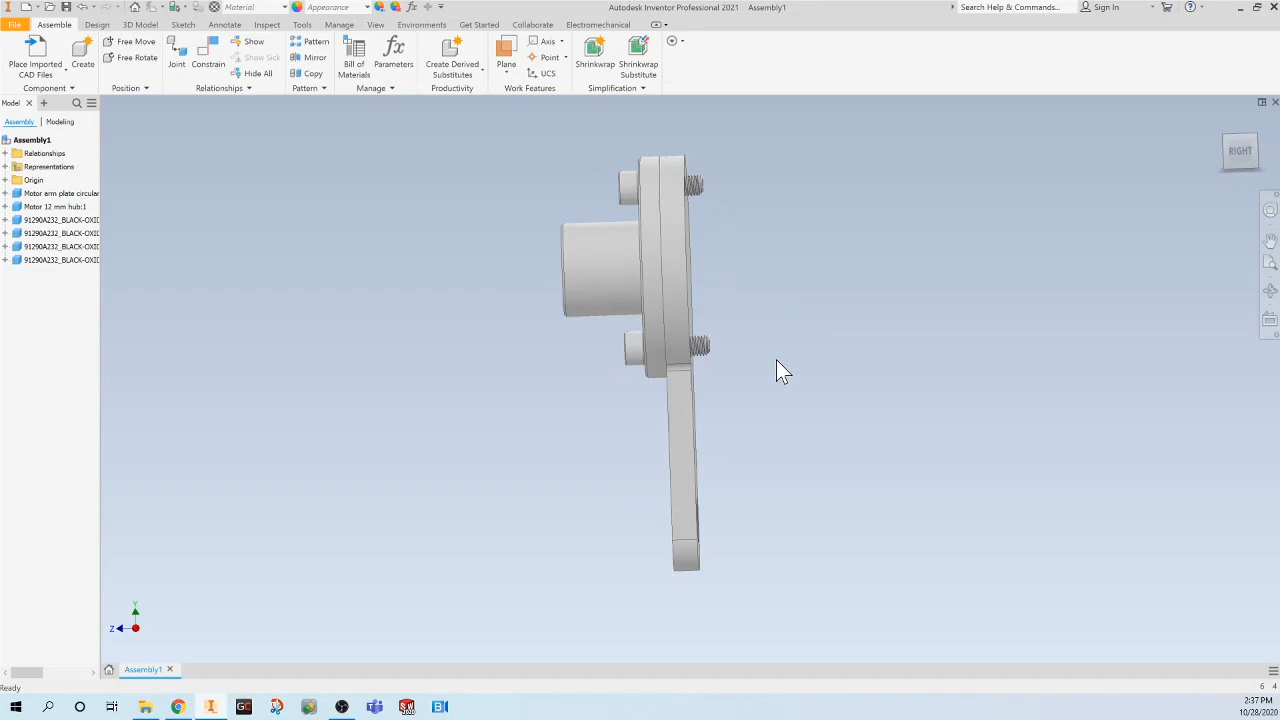 Autodesk Inventor Professional 2021 Assembly1
Material
Appearance
Search Help & Commands...
Sign In
File Assemble Design 3D Model Sketch Annotate Inspect Tools Manage View Environments Get Started Collaborate Electromechanical
Place Imported
CAD Files
Create
Component
Free Move
Free Rotate
Position
Joint
Constrain
Show
Show Sick
Hide All
Relationships
Pattern
Mirror
Copy
Pattern
Bill of
Materials
fx
Parameters
Manage
Create Derived
Substitutes
Productivity
Plane
Axis
Point
UCS
Work Features
Shrinkwrap
Shrinkwrap
Substitute
Simplification
Model
Assembly Modeling
Assembly1
Relationships
Representations
Origin
Motor arm plate circular
Motor 12 mm hub:1
91290A232_BLACK-OXID
91290A232_BLACK-OXID
91290A232_BLACK-OXID
91290A232_BLACK-OXID
RIGHT
Y
Z
Assembly1
Ready
6 4
2:37 PM
10/28/2020